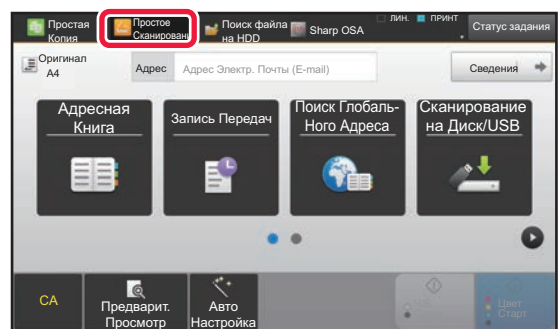 Простая
Копия
Простое
Сканировани
Поиск файла
на HDD
Sharp OSA
ЛИН.
ПРИНТ
Статус задания
Оригинал
A4
Адрес
Адрес Электр. Почты (E-mail)
Сведения
Адресная
Книга
Запись Передач
Поиск Глобаль-
Ного Адреса
Сканирование
на Диск/USB
CA
Предварит.
Просмотр
Авто
Настройка
Цвет
Старт